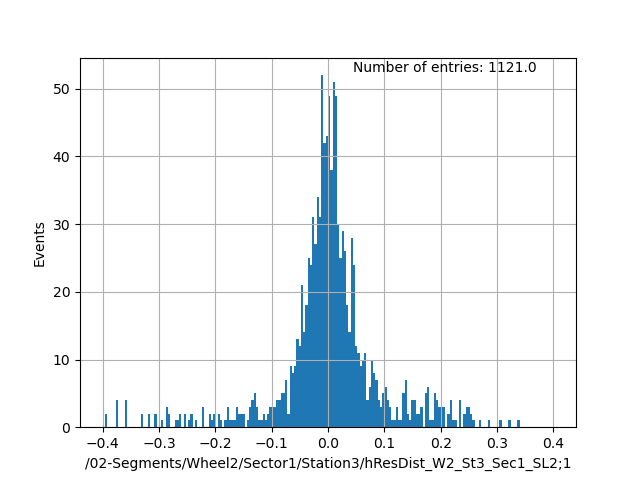 Number of entries: 1121.0
50
40
30
20
10
0
Events
−0.4 −0.3 −0.2 −0.1 0.0 0.1 0.2 0.3 0.4
/02-Segments/Wheel2/Sector1/Station3/hResDist_W2_St3_Sec1_SL2;1